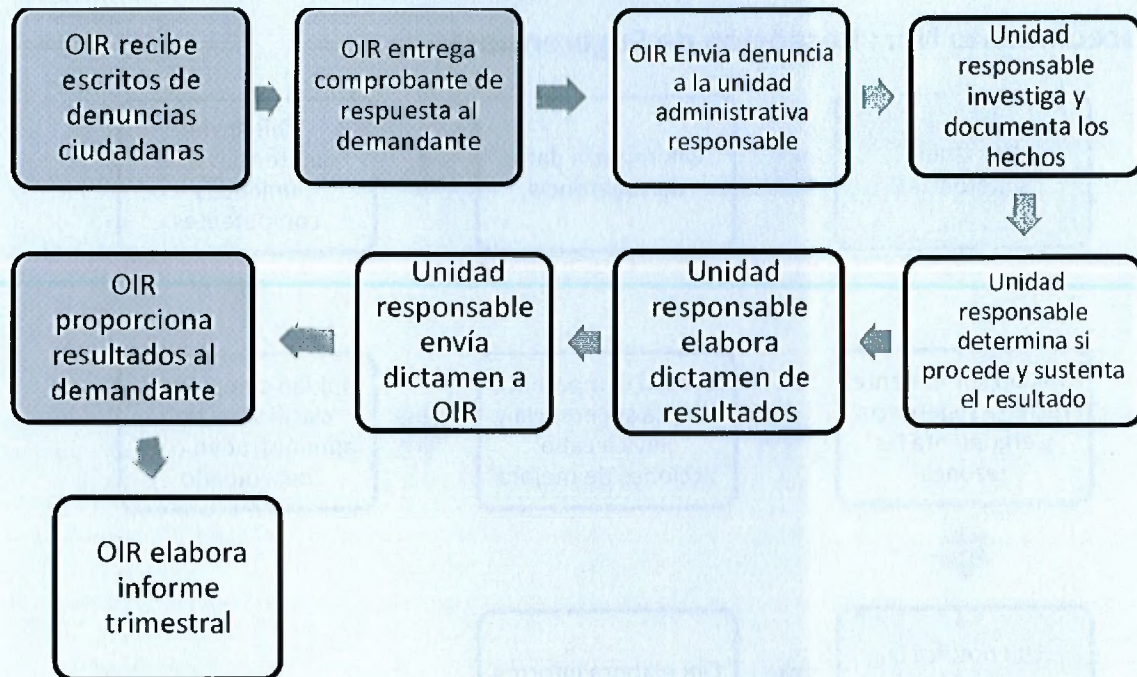 OIR recibe
escritos de
denuncias
ciudadanas
OIR entrega
comprobante de
respuesta al
demandante
OIR Envía denuncia
a la unidad
administrativa
responsable
Unidad
responsable
investiga y
documenta los
hechos
Unidad
responsable
determina si
procede y sustenta
el resultado
Unidad
responsable
elabora
dictamen de
resultados
Unidad
responsable
envía
dictamen a
OIR
OIR
proporciona
resultados al
demandante
OIR elabora
informe
trimestral